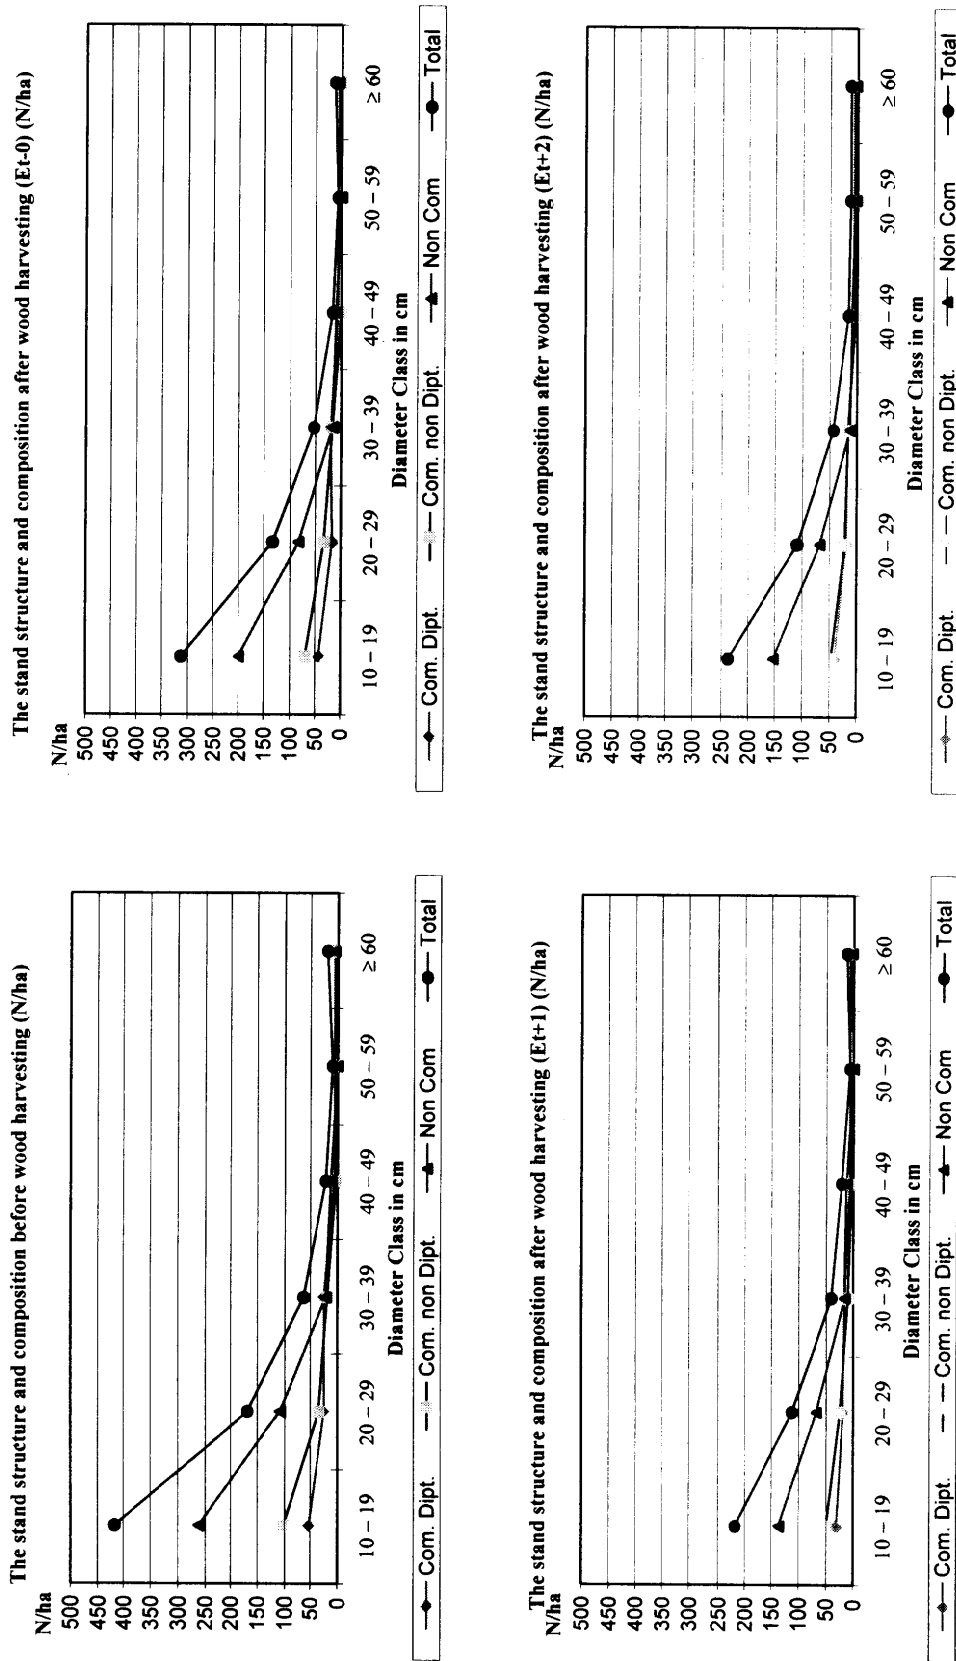 The stand structure and composition before wood harvesting (N/ha)
N/ha
500
450
400
350
300
250
200
150
100
50
0
10 – 19 20 – 29 30 – 39 40 – 49 50 – 59 ≥ 60
Diameter Class in cm
Com. Dipt. Com. non Dipt. Non Com Total
The stand structure and composition after wood harvesting (Et-0) (N/ha)
N/ha
500
450
400
350
300
250
200
150
100
50
0
10 – 19 20 – 29 30 – 39 40 – 49 50 – 59 ≥ 60
Diameter Class in cm
Com. Dipt. Com. non Dipt. Non Com Total
The stand structure and composition after wood harvesting (Et+1) (N/ha)
N/ha
500
450
400
350
300
250
200
150
100
50
0
10 – 19 20 – 29 30 – 39 40 – 49 50 – 59 ≥ 60
Diameter Class in cm
Com. Dipt. Com. non Dipt. Non Com Total
The stand structure and composition after wood harvesting (Et+2) (N/ha)
N/ha
500
450
400
350
300
250
200
150
100
50
0
10 – 19 20 – 29 30 – 39 40 – 49 50 – 59 ≥ 60
Diameter Class in cm
Com. Dipt. Com. non Dipt. Non Com Total